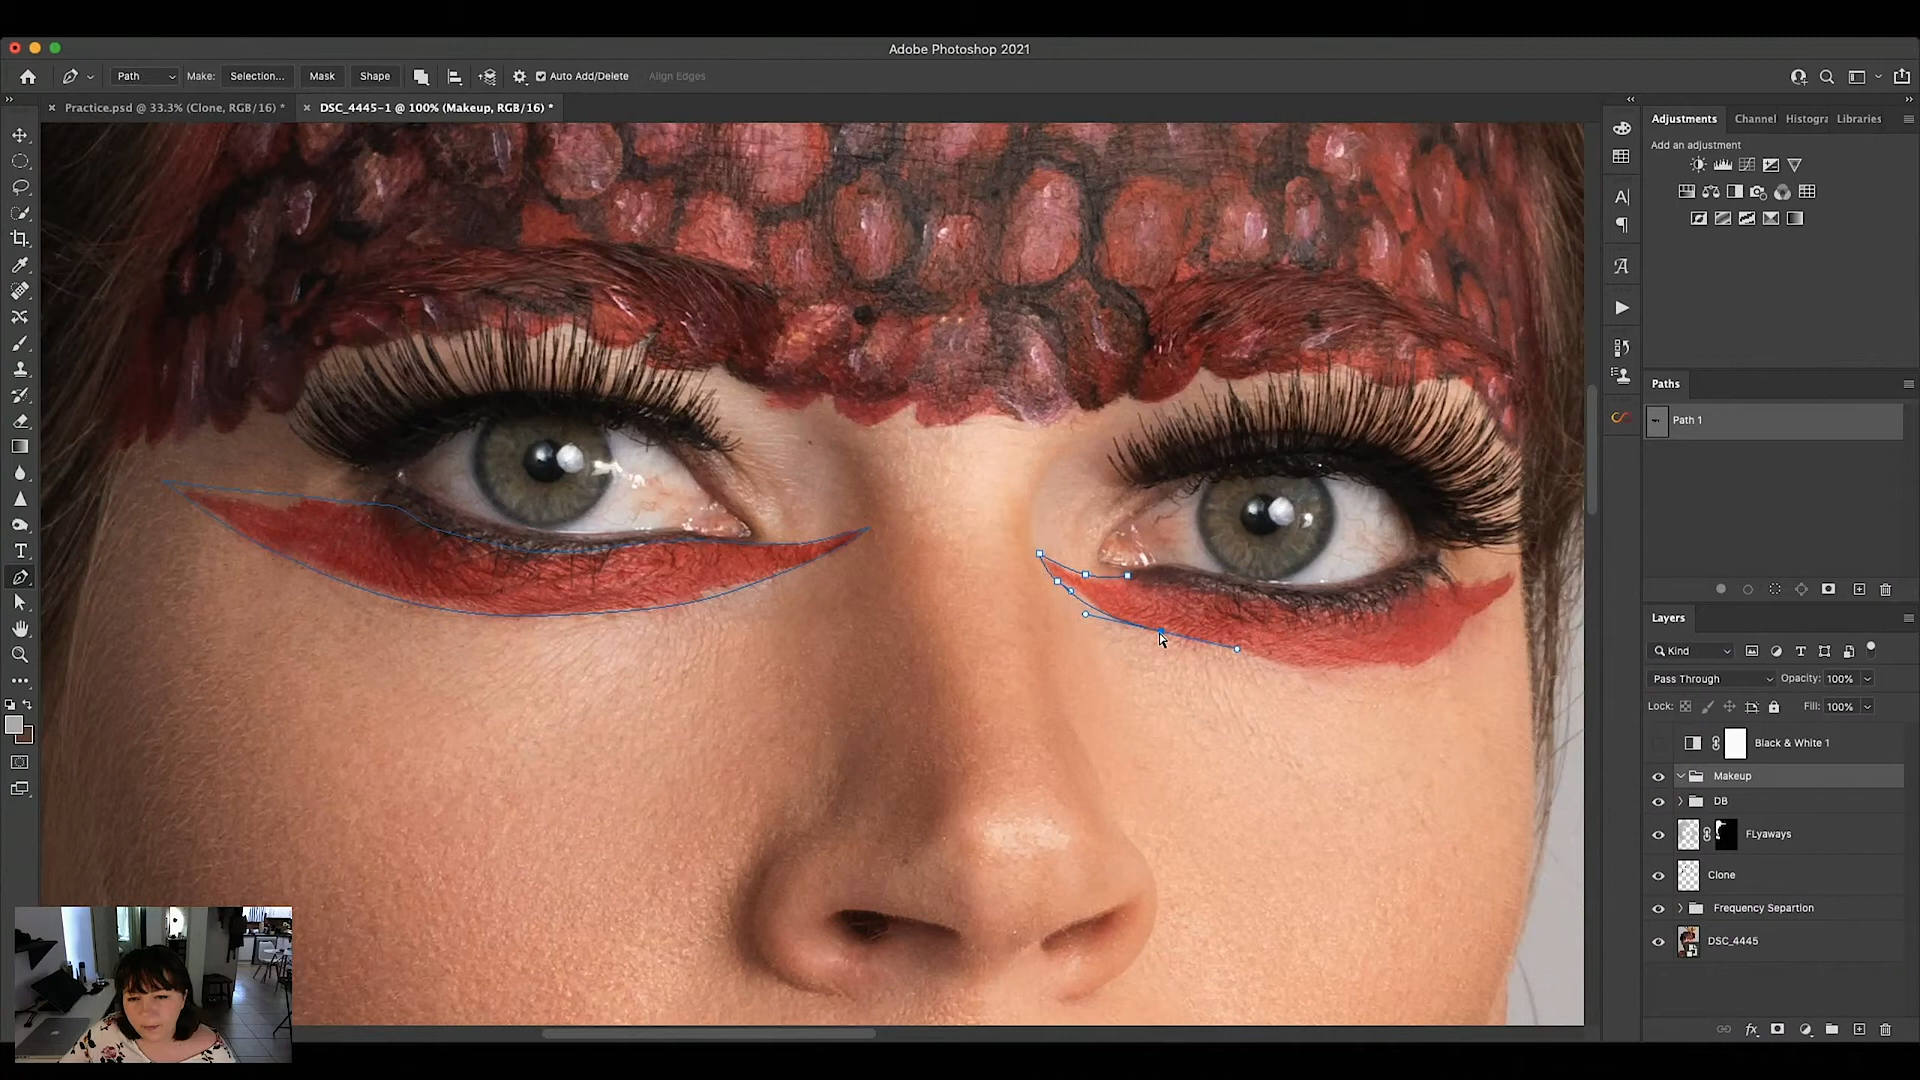 Adobe Photoshop 2021
Path Make: Selection... Mask Shape Auto Add/Delete Align Edges
Practice.psd @ 33.3% (Clone, RGB/16) * DSC_4445-1 @ 100% (Makeup, RGB/16) *
Adjustments Channel Histogra Libraries
Add an adjustment
Paths
Path 1
Layers
Kind
Pass Through Opacity: 100%
Lock: Fill: 100%
Black & White 1
Makeup
DB
FLyaways
Clone
Frequency Separtion
DSC_4445